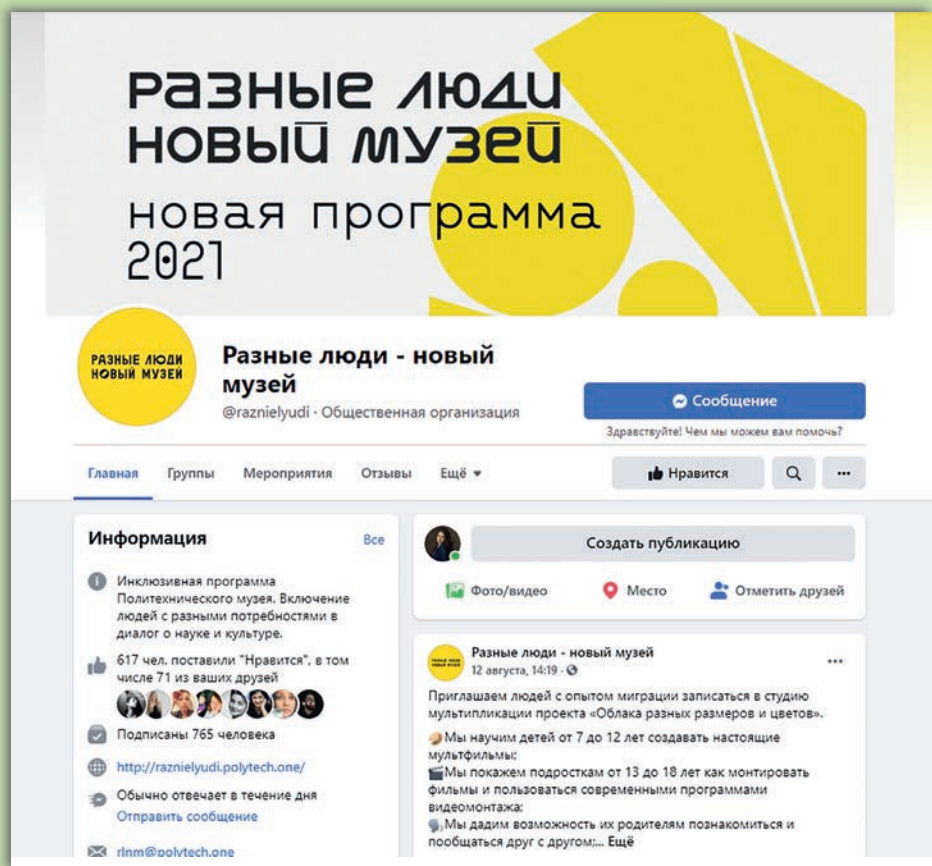 Разные люди
новый музей
новая программа
2021
РАЗНЫЕ ЛЮДИ
НОВЫЙ МУЗЕЙ
Разные люди - новый
музей
@raznielyudi · Общественная организация
Сообщение
Здравствуйте! Чем мы можем вам помочь?
Главная Группы Мероприятия Отзывы Ещё
Нравится
Информация
Все
Инклюзивная программа
Политехнического музея. Включение
людей с разными потребностями в
диалог о науке и культуре.
617 чел. поставили "Нравится", в том
числе 71 из ваших друзей
Подписаны 765 человека
http://raznielyudi.polytech.one/
Обычно отвечает в течение дня
Отправить сообщение
rlnm@polytech.one
Создать публикацию
Фото/видео Место Отметить друзей
РАЗНЫЕ ЛЮДИ
НОВЫЙ МУЗЕЙ
Разные люди - новый музей
12 августа, 14:19 ·
Приглашаем людей с опытом миграции записаться в студию
мультипликации проекта «Облака разных размеров и цветов».
Мы научим детей от 7 до 12 лет создавать настоящие
мультфильмы;
Мы покажем подросткам от 13 до 18 лет как монтировать
фильмы и пользоваться современными программами
видеомонтажа;
Мы дадим возможность их родителям познакомиться и
пообщаться друг с другом;... Ещё